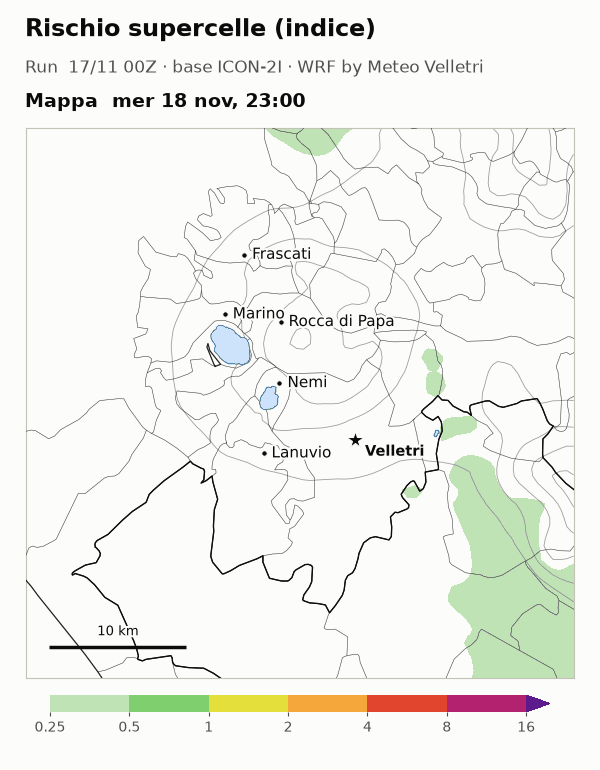 Rischio supercelle (indice)
Run  17/11 00Z · base ICON-2I · WRF by Meteo Velletri
Mappa  mer 18 nov, 23:00
Frascati
Marino
Rocca di Papa
Nemi
Velletri
Lanuvio
10 km
0.25 0.5 1 2 4 8 16